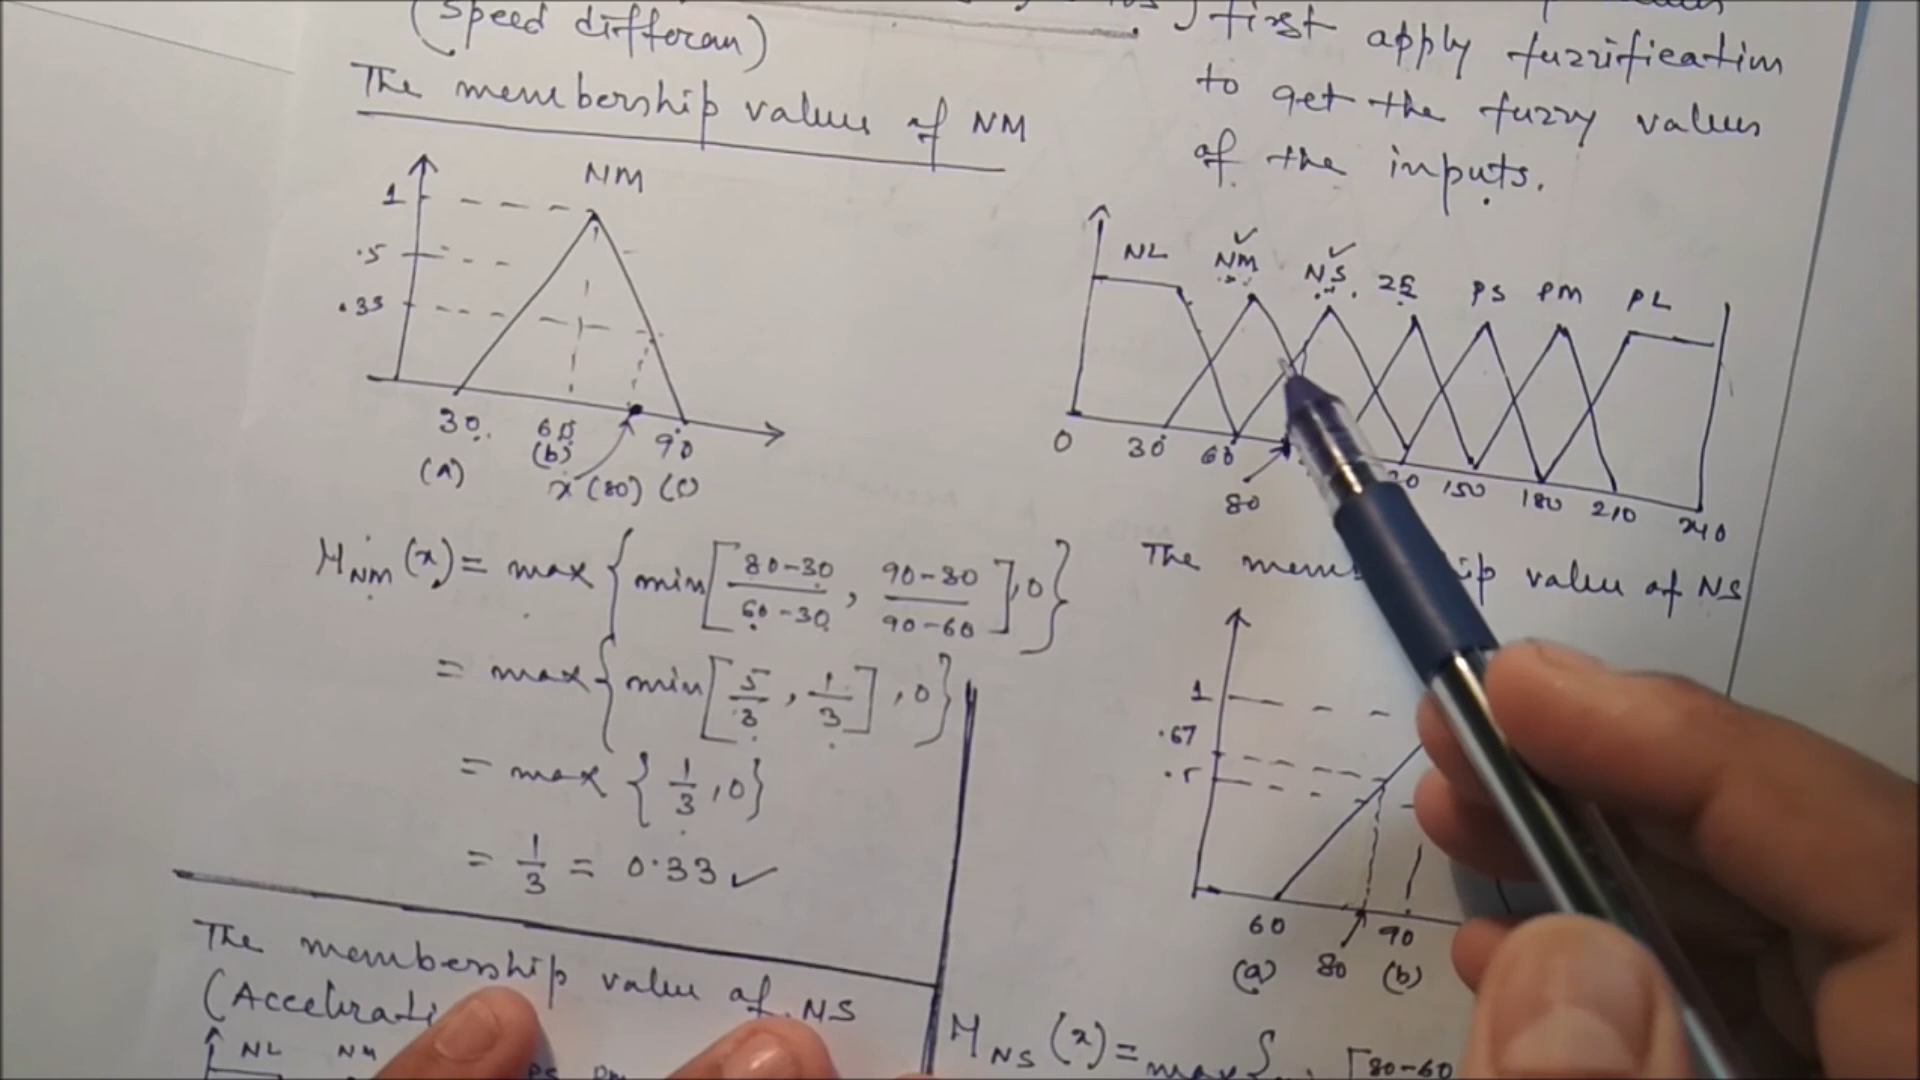 (Speed differan)
The membership values of NM
NM
1
.5
.33
30 60 90
(A) (b) x (80) (c)
μNM (x) = max { min [ 80-30 / 60-30 , 90-80 / 90-60 ] , 0 }
= max { min [ 5/3 , 1/3 ] , 0 }
= max { 1/3 , 0 }
= 1/3 = 0.33 ✓
The membership value of NS
NL NM
PS PM
first apply fuzzification
to get the fuzzy values
of the inputs.
✓ ✓
NL NM NS ZE PS PM PL
0 30 60 150 180 210 240
80
value of NS
1
.67
.5
60 80 90
(a) (b)
μNS (x) = max {
80-60